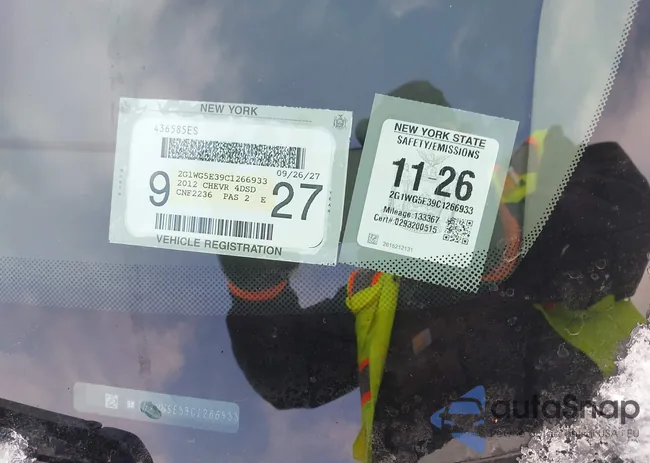 NEW YORK
436585ES
2G1WG5E39C1266933 09/26/27
9 2012 CHEVR 4DSD 27
CNF2236 PAS 2 E
VEHICLE REGISTRATION
NEW YORK STATE
SAFETY/EMISSIONS
11-26
2G1WG5E39C1266933
Mileage:133367
Cert#:0293200515
2615212131
autoSnap